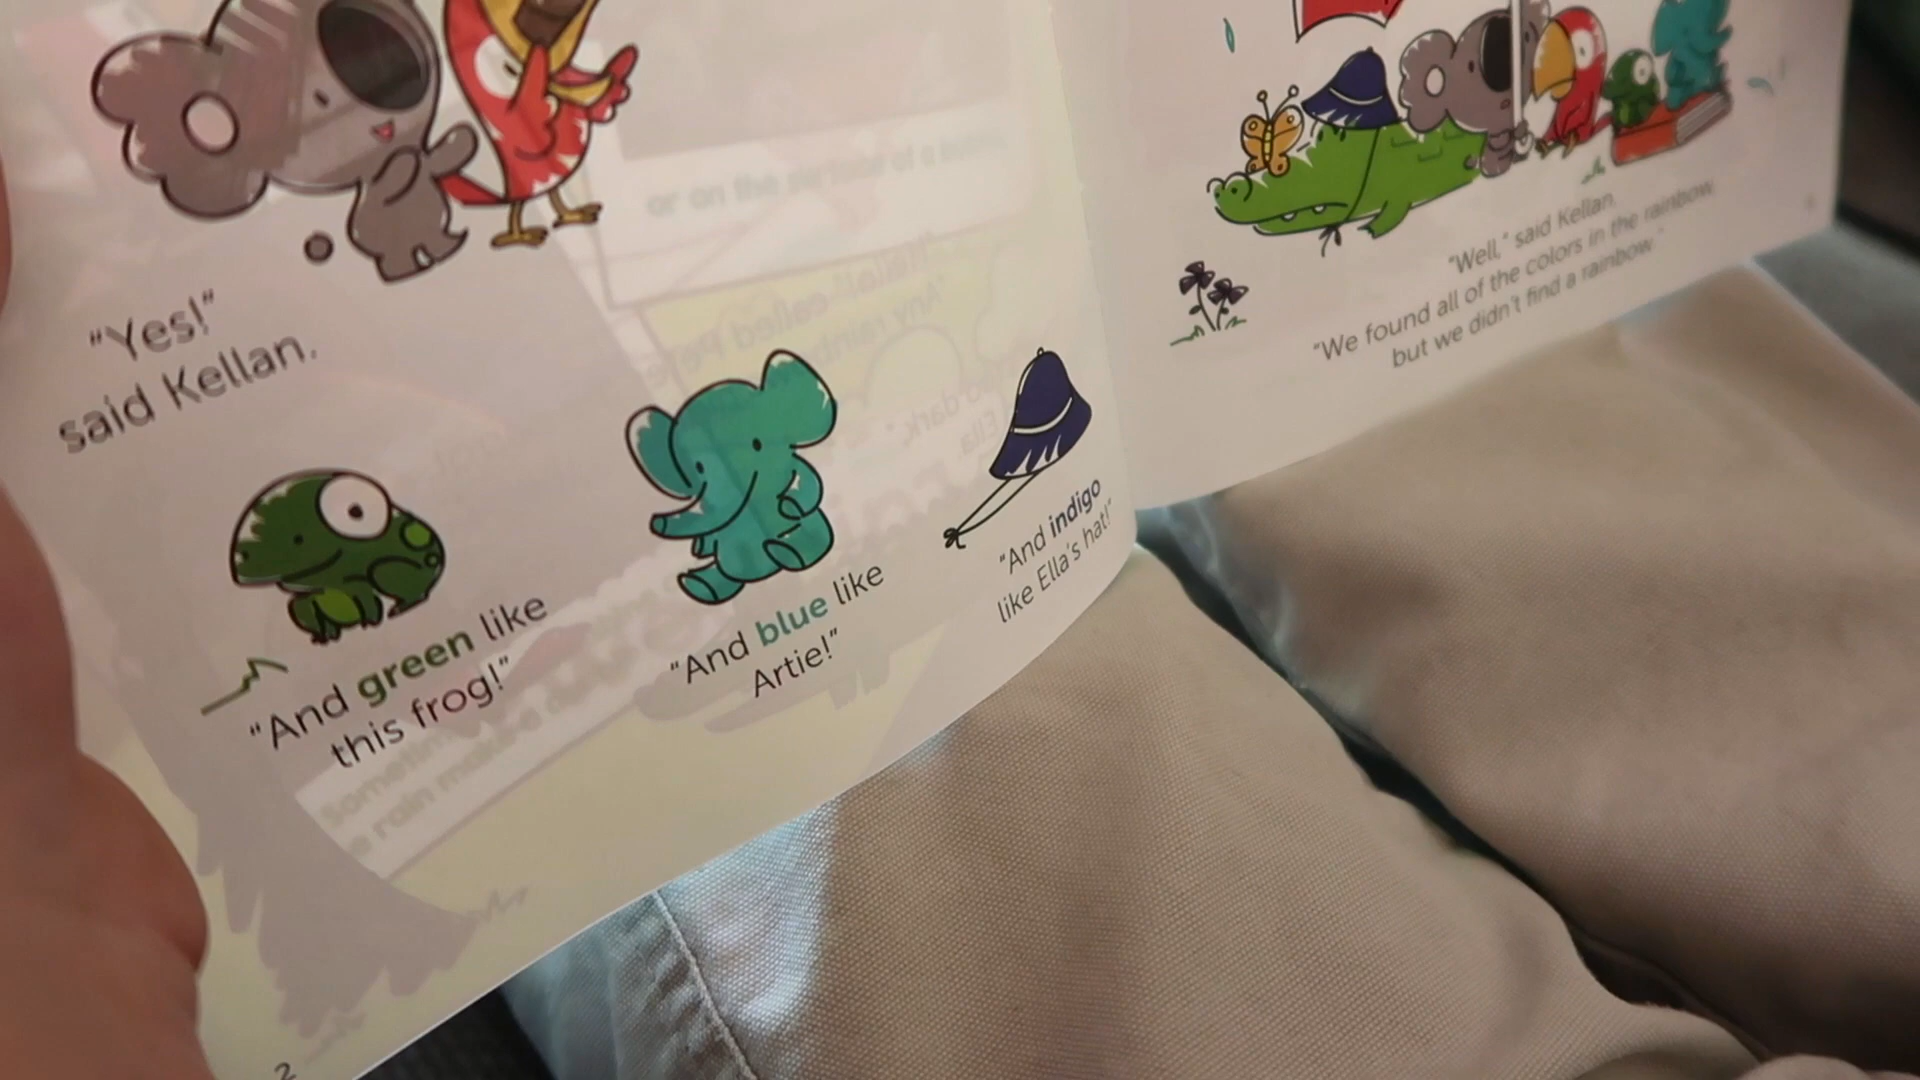 “Yes!”
said Kellan.
“And green like
this frog!”
“And blue like
Artie!”
“And indigo
like Ella’s hat!”
2
“Well,” said Kellan.
“We found all of the colors in the rainbow,
but we didn’t find a rainbow.”